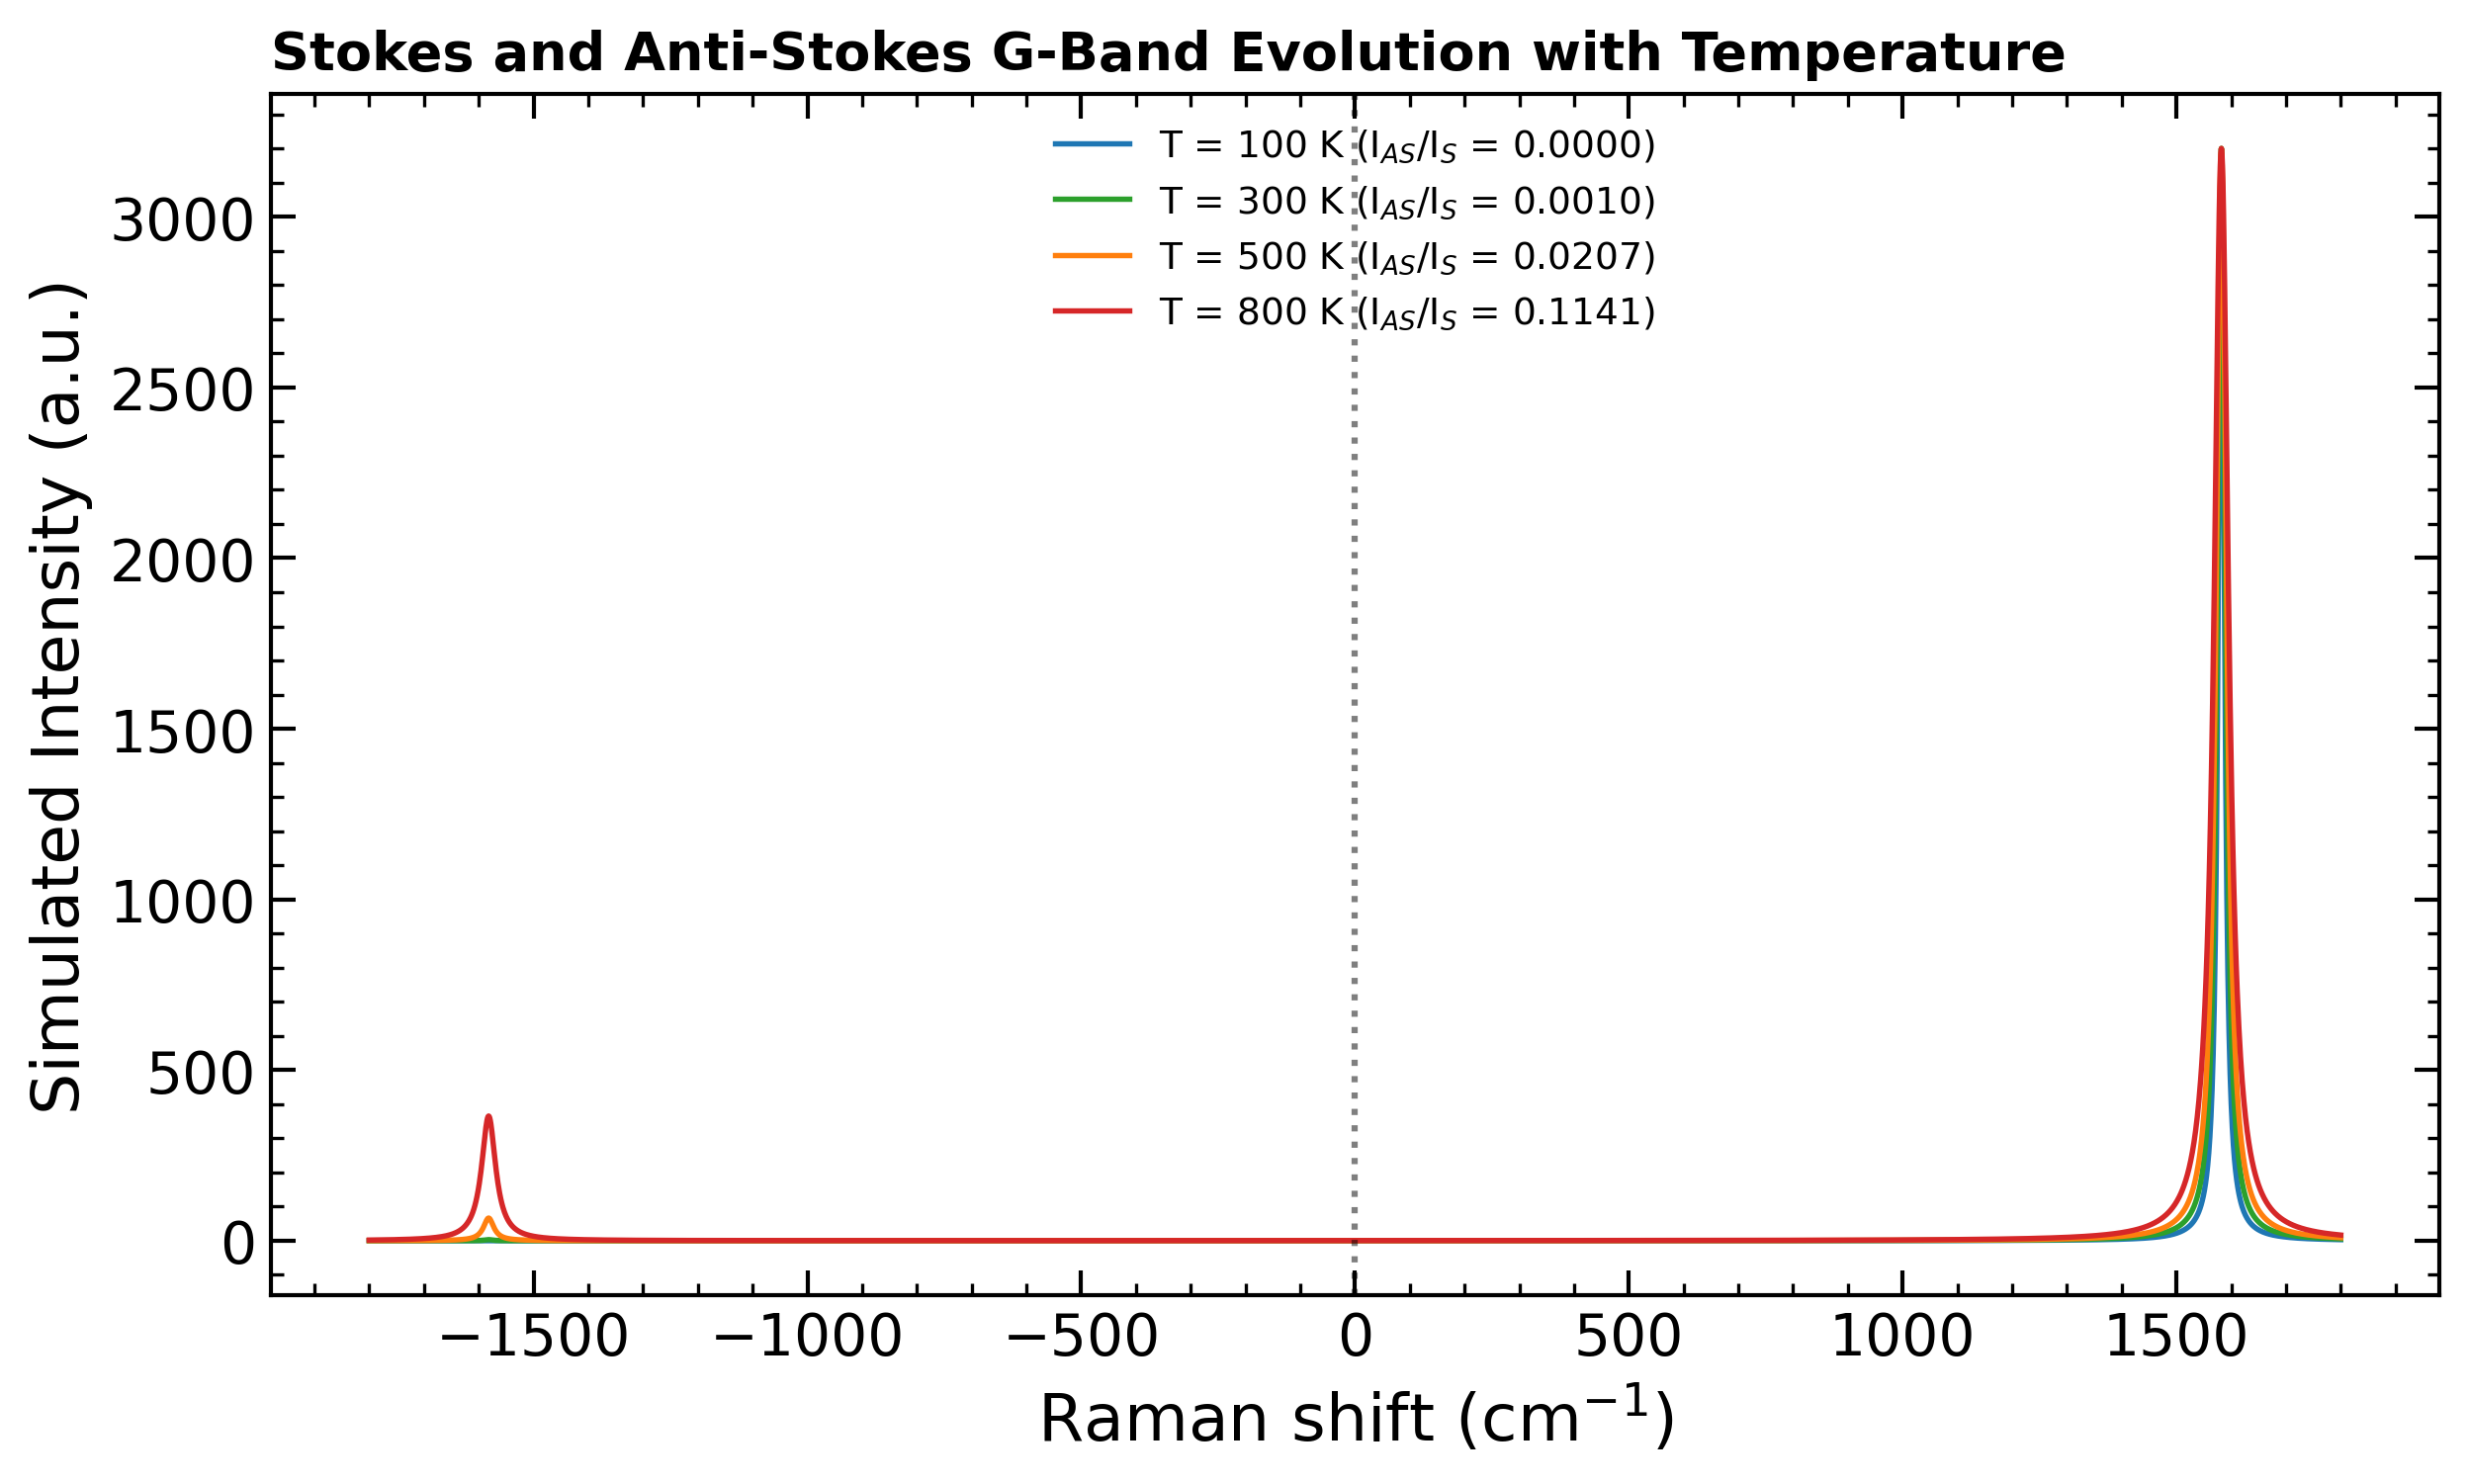 Stokes and Anti-Stokes G-Band Evolution with Temperature
T = 100 K (I_AS/I_S = 0.0000)
T = 300 K (I_AS/I_S = 0.0010)
T = 500 K (I_AS/I_S = 0.0207)
T = 800 K (I_AS/I_S = 0.1141)
Simulated Intensity (a.u.)
3000
2500
2000
1500
1000
500
0
−1500 −1000 −500 0 500 1000 1500
Raman shift (cm⁻¹)